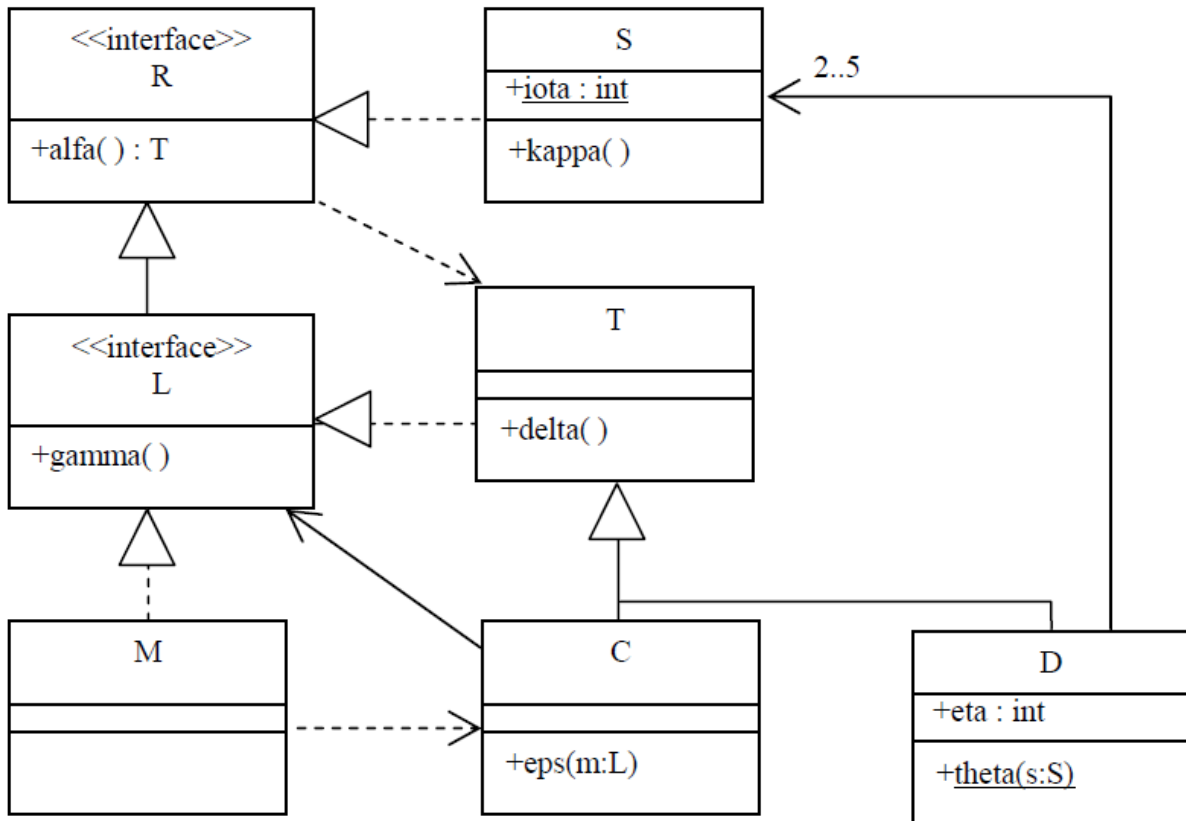 <<interface>>
R
+alfa( ) : T
S
+iota : int
+kappa( )
2..5
<<interface>>
L
+gamma( )
T
+delta( )
M
C
+eps(m:L)
D
+eta : int
+theta(s:S)